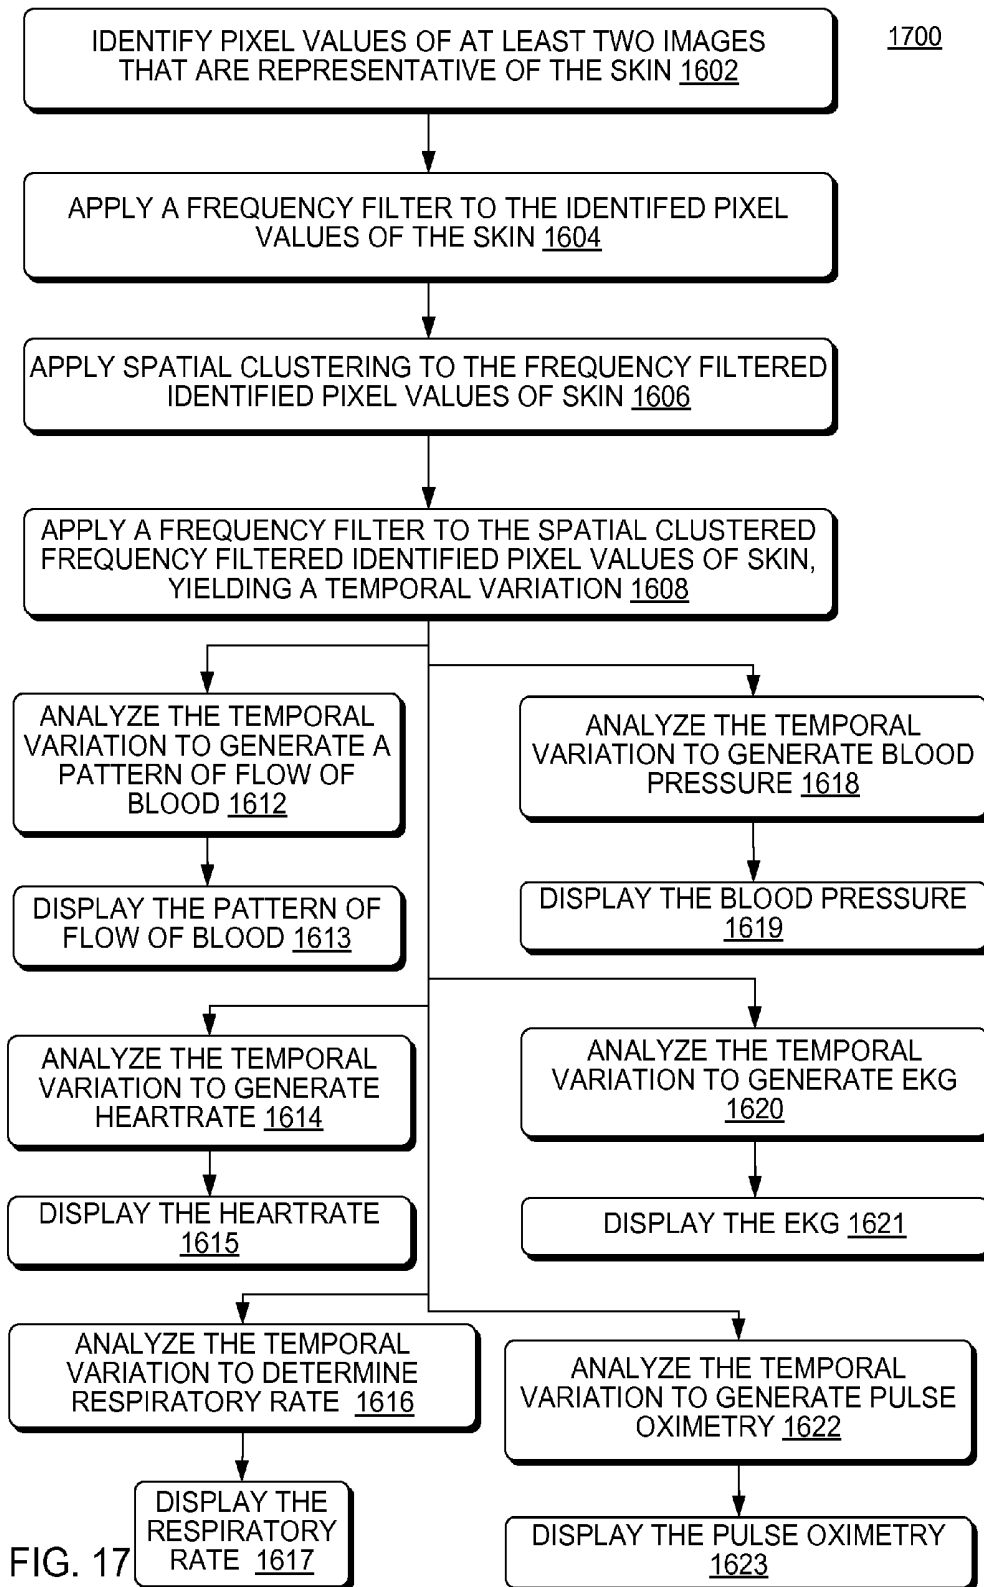 IDENTIFY PIXEL VALUES OF AT LEAST TWO IMAGES
THAT ARE REPRESENTATIVE OF THE SKIN 1602
1700
APPLY A FREQUENCY FILTER TO THE IDENTIFED PIXEL
VALUES OF THE SKIN 1604
APPLY SPATIAL CLUSTERING TO THE FREQUENCY FILTERED
IDENTIFIED PIXEL VALUES OF SKIN 1606
APPLY A FREQUENCY FILTER TO THE SPATIAL CLUSTERED
FREQUENCY FILTERED IDENTIFIED PIXEL VALUES OF SKIN,
YIELDING A TEMPORAL VARIATION 1608
ANALYZE THE TEMPORAL
VARIATION TO GENERATE A
PATTERN OF FLOW OF
BLOOD 1612
ANALYZE THE TEMPORAL
VARIATION TO GENERATE BLOOD
PRESSURE 1618
DISPLAY THE PATTERN OF
FLOW OF BLOOD 1613
DISPLAY THE BLOOD PRESSURE
1619
ANALYZE THE TEMPORAL
VARIATION TO GENERATE
HEARTRATE 1614
ANALYZE THE TEMPORAL
VARIATION TO GENERATE EKG
1620
DISPLAY THE HEARTRATE
1615
DISPLAY THE EKG 1621
ANALYZE THE TEMPORAL
VARIATION TO DETERMINE
RESPIRATORY RATE 1616
ANALYZE THE TEMPORAL
VARIATION TO GENERATE PULSE
OXIMETRY 1622
DISPLAY THE
RESPIRATORY
RATE 1617
DISPLAY THE PULSE OXIMETRY
1623
FIG. 17